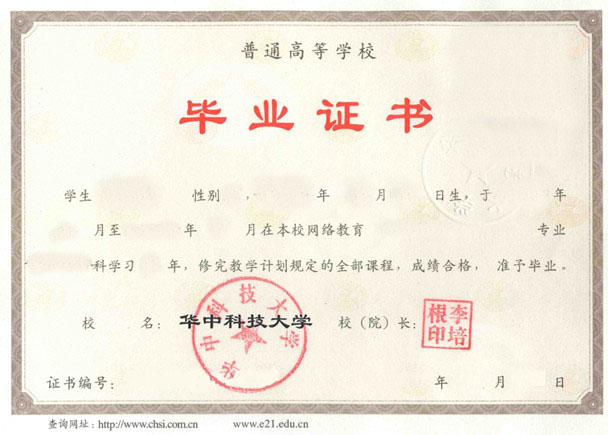 普通高等学校
毕业证书
学生 性别 , 年 月 日生，于 年
月至 年 月在本校网络教育 专业
科学习 年，修完教学计划规定的全部课程，成绩合格， 准予毕业。
校 名： 华中科技大学 校（院）长：
华中科技大学
李培根印
证书编号： 年 月 日
查询网址：http://www.chsi.com.cn www.e21.edu.cn